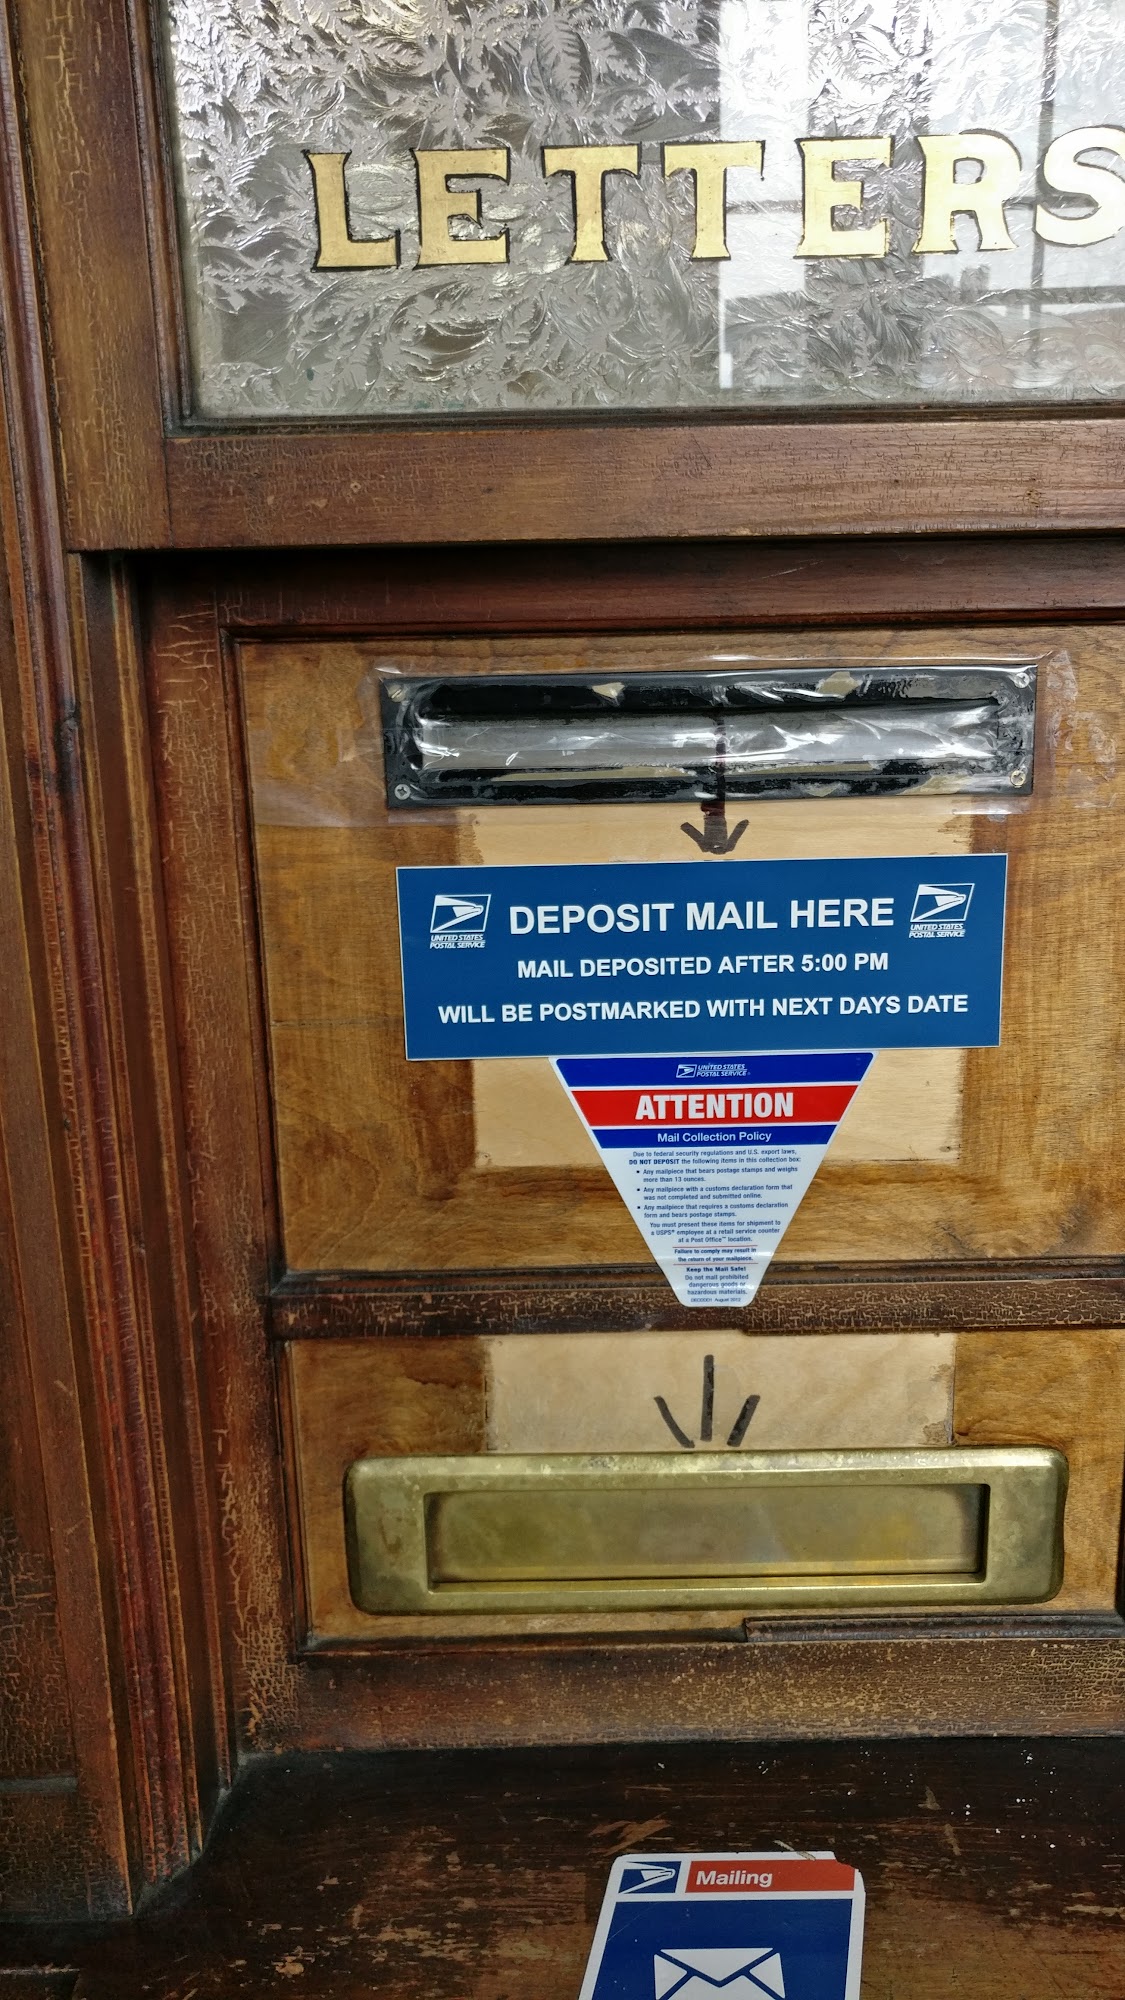 LETTERS
UNITED STATES
POSTAL SERVICE
DEPOSIT MAIL HERE
UNITED STATES
POSTAL SERVICE
MAIL DEPOSITED AFTER 5:00 PM
WILL BE POSTMARKED WITH NEXT DAYS DATE
UNITED STATES
POSTAL SERVICE
ATTENTION
Mail Collection Policy
Due to federal security regulations and U.S. export laws,
DO NOT DEPOSIT the following items in this collection box:
• Any mailpiece that bears postage stamps and weighs
more than 13 ounces.
• Any mailpiece with a customs declaration form that
was not completed and submitted online.
• Any mailpiece that requires a customs declaration
form and bears postage stamps.
You must present these items for shipment to
a USPS® employee at a retail service counter
at a Post Office™ location.
Failure to comply may result in
the return of your mailpiece.
Keep the Mail Safe!
Do not mail prohibited
dangerous goods or
hazardous materials.
August 2012
Mailing